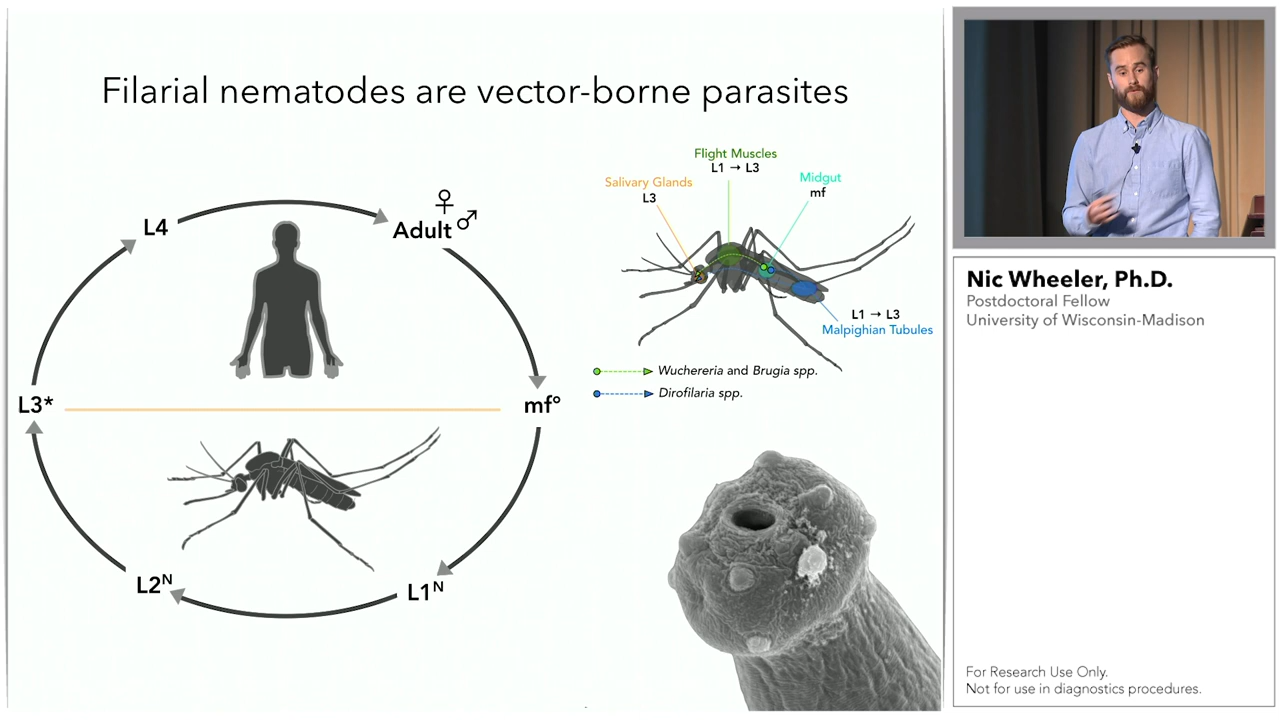 Filarial nematodes are vector-borne parasites
L4
♀
Adult ♂
L3*
mf°
L2ᴺ
L1ᴺ
Flight Muscles
L1 → L3
Salivary Glands
L3
Midgut
mf
L1 → L3
Malpighian Tubules
Wuchereria and Brugia spp.
Dirofilaria spp.
Nic Wheeler, Ph.D.
Postdoctoral Fellow
University of Wisconsin-Madison
For Research Use Only.
Not for use in diagnostics procedures.